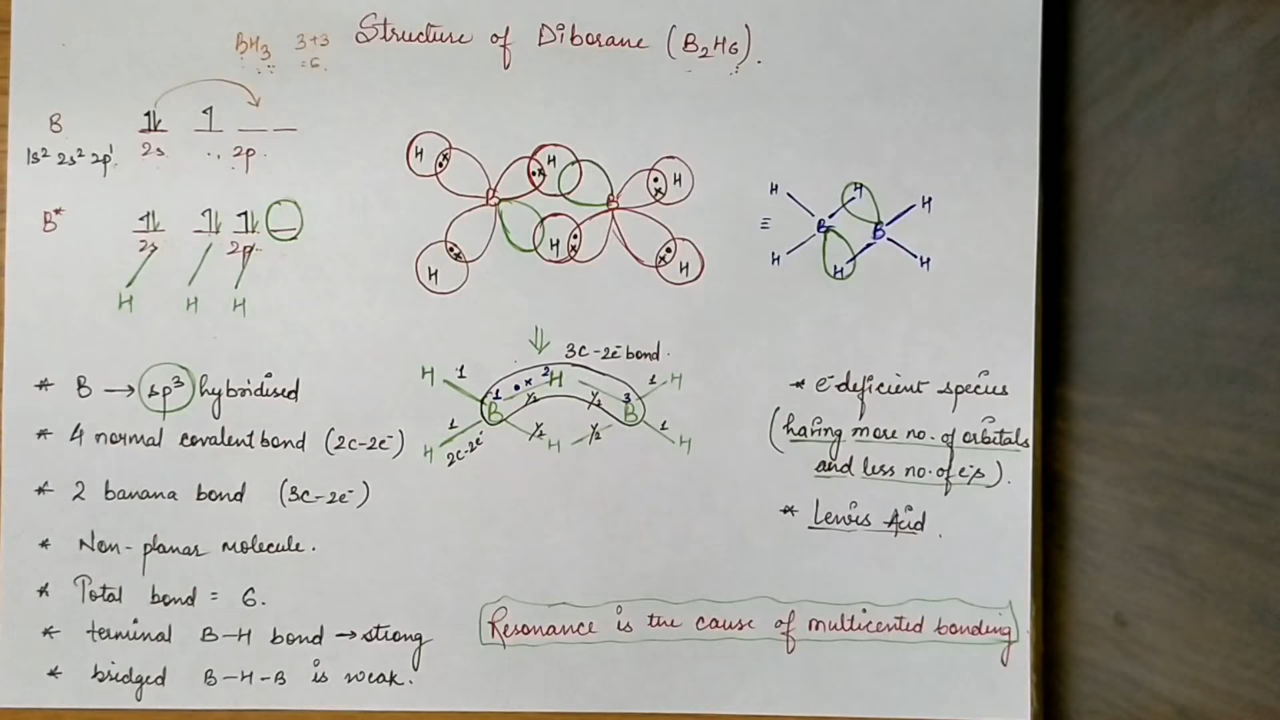 Structure of Diborane (B2H6).
BH3 3+3
=6.
B
1s² 2s² 2p¹
2s 2p
B*
2s 2p
H H H
H H H
B B
H H H
≡
H H H
B B
H H H
3c-2e⁻ bond.
H 1 2 1 H
1 H 3
B ½ ½ B
1 ½ ½ 1
H 2c-2e⁻ H H
* B → sp³ hybridised
* 4 normal covalent bond (2c-2e⁻)
* 2 banana bond (3c-2e⁻)
* Non-planar molecule.
* Total bond = 6.
* terminal B-H bond → strong
* bridged B-H-B is weak.
* e⁻deficient species
(having more no. of orbitals
and less no. of e⁻s).
* Lewis Acid.
Resonance is the cause of multicented bonding